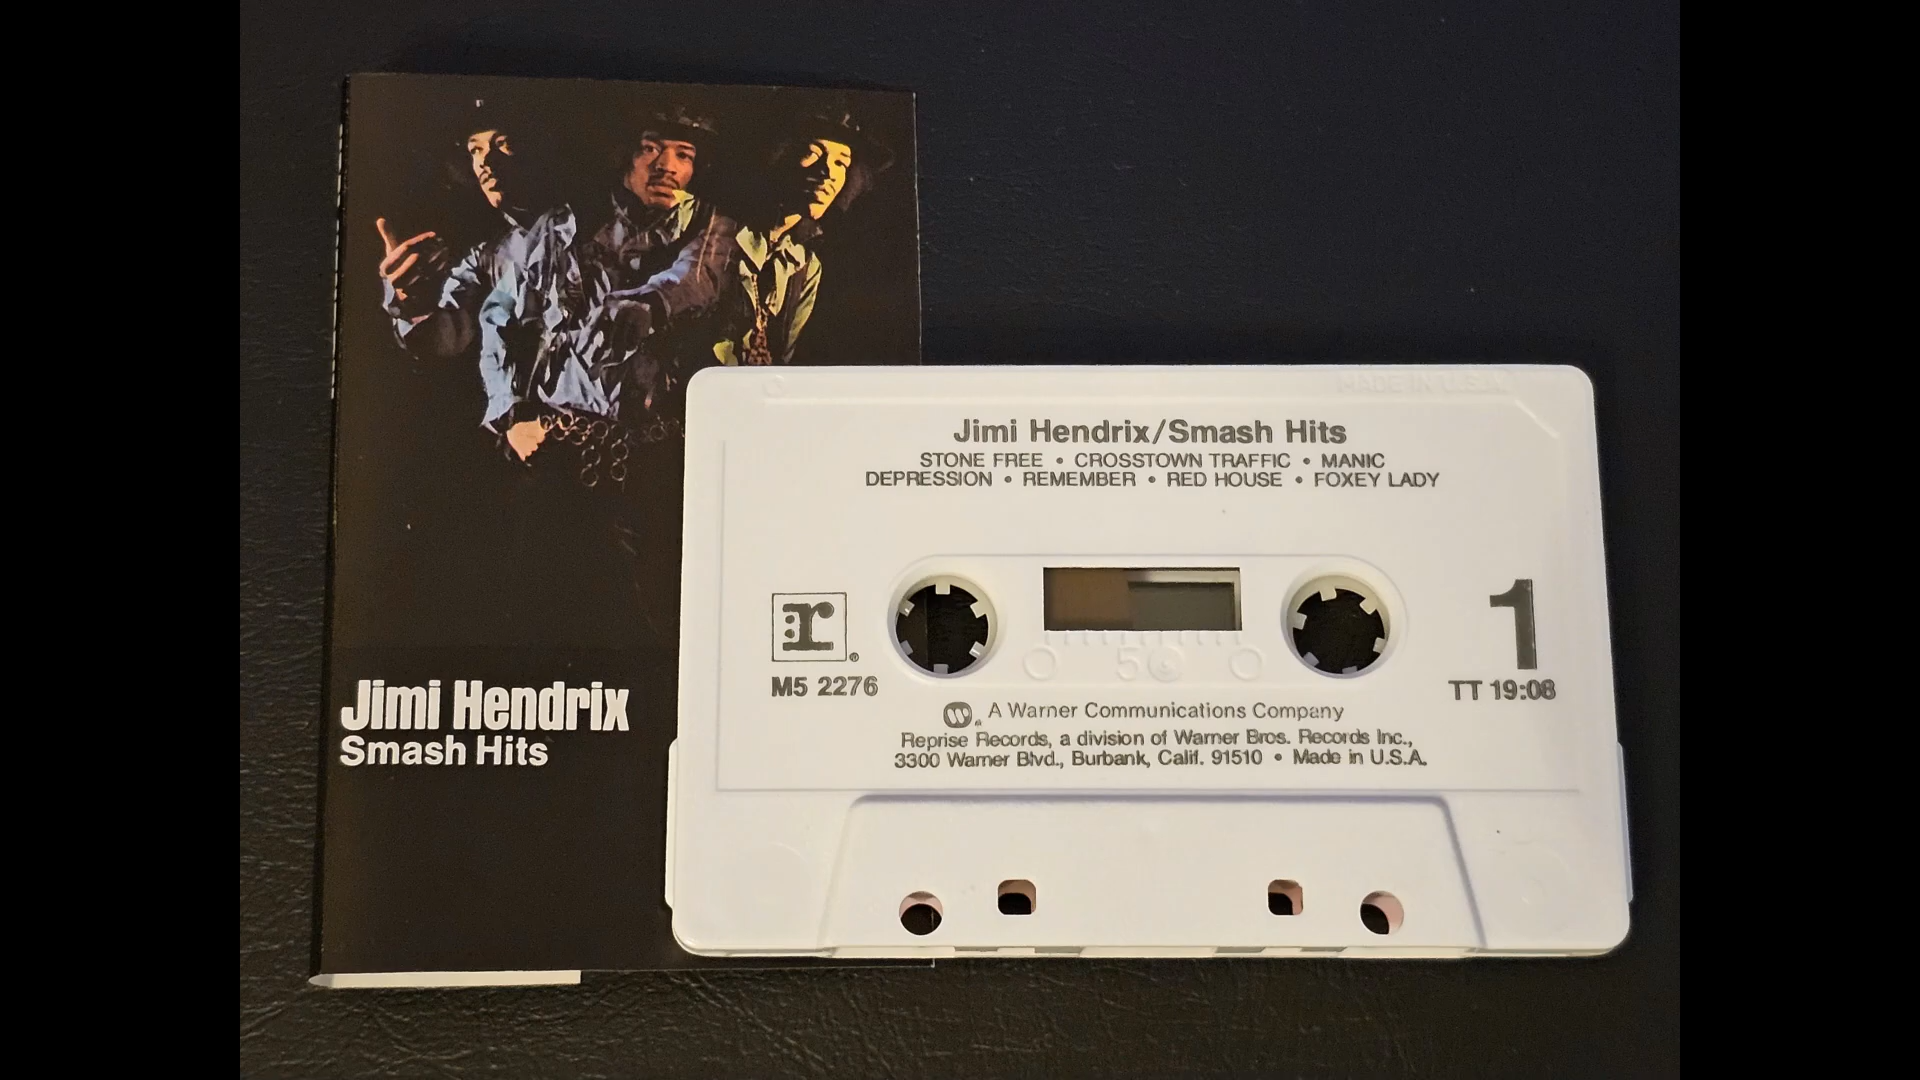 Jimi Hendrix
Smash Hits
MADE IN U.S.A.
Jimi Hendrix/Smash Hits
STONE FREE • CROSSTOWN TRAFFIC • MANIC
DEPRESSION • REMEMBER • RED HOUSE • FOXEY LADY
r®
M5 2276
50
1
TT 19:08
W® A Warner Communications Company
Reprise Records, a division of Warner Bros. Records Inc.,
3300 Warner Blvd., Burbank, Calif. 91510 • Made in U.S.A.